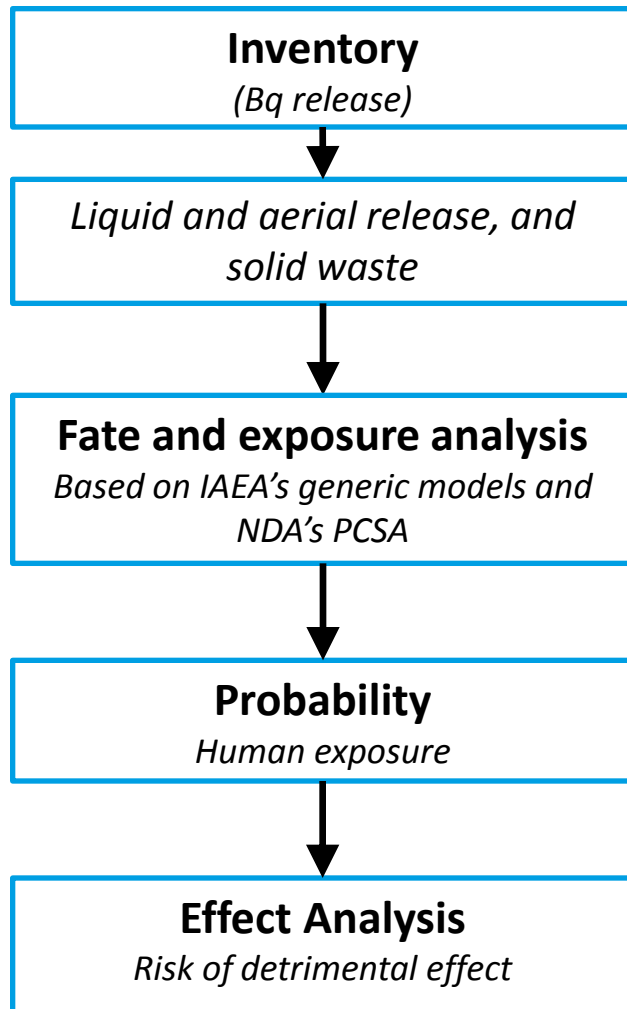 Inventory
(Bq release)
Liquid and aerial release, and
solid waste
Fate and exposure analysis
Based on IAEA’s generic models and
NDA’s PCSA
Probability
Human exposure
Effect Analysis
Risk of detrimental effect